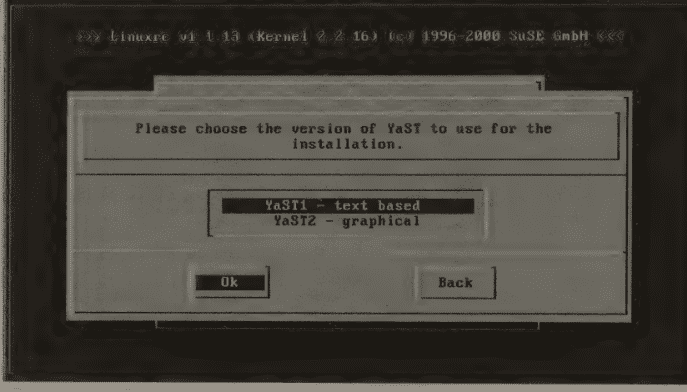 >>> Linuxrc v1.1.13 (Kernel 2.2.16) (c) 1996-2000 SuSE GmbH <<<
Please choose the version of YaST to use for the
installation.
YaST1 - text based
YaST2 - graphical
Ok
Back